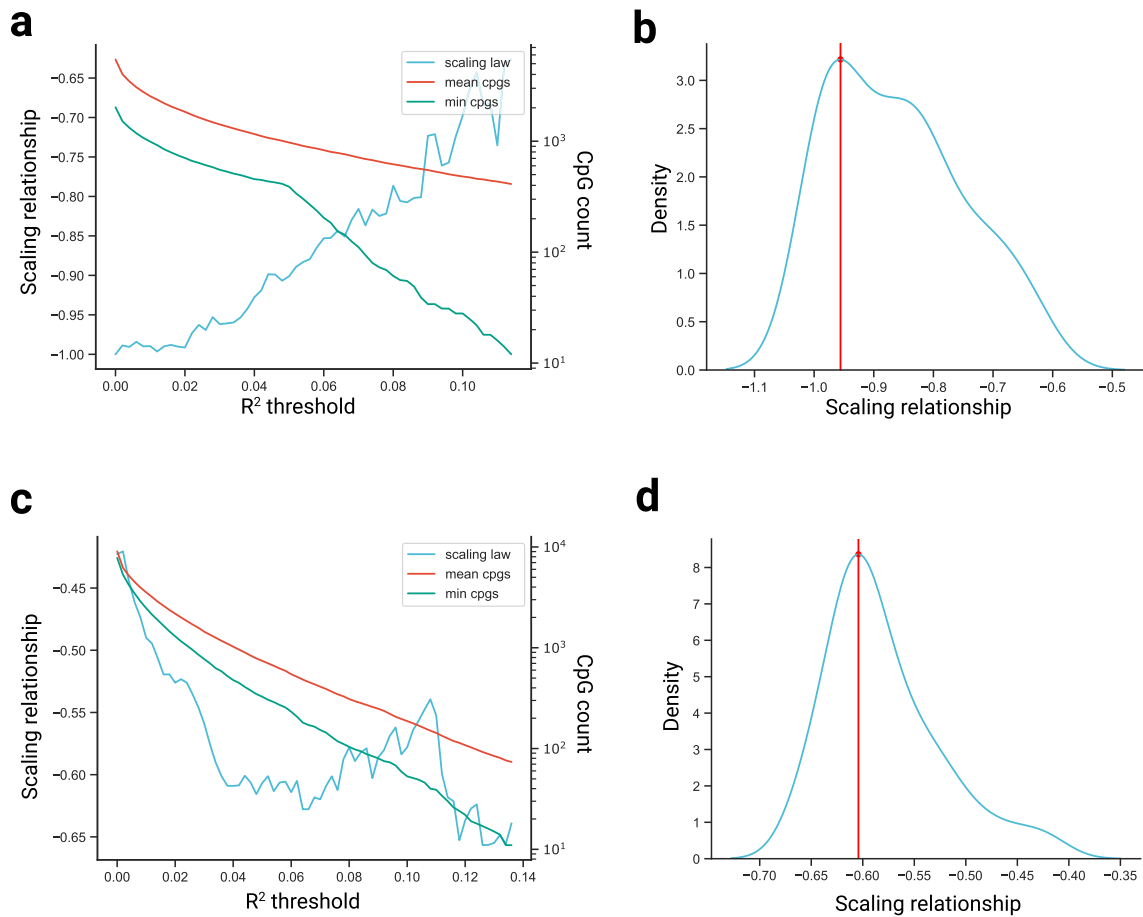 a
scaling law
mean cpgs
min cpgs
Scaling relationship
−0.65
−0.70
−0.75
−0.80
−0.85
−0.90
−0.95
−1.00
10³
10²
10¹
CpG count
0.00 0.02 0.04 0.06 0.08 0.10
R² threshold
b
Density
3.0
2.5
2.0
1.5
1.0
0.5
0.0
−1.1 −1.0 −0.9 −0.8 −0.7 −0.6 −0.5
Scaling relationship
c
scaling law
mean cpgs
min cpgs
Scaling relationship
−0.45
−0.50
−0.55
−0.60
−0.65
10⁴
10³
10²
10¹
CpG count
0.00 0.02 0.04 0.06 0.08 0.10 0.12 0.14
R² threshold
d
Density
8
7
6
5
4
3
2
1
0
−0.70 −0.65 −0.60 −0.55 −0.50 −0.45 −0.40 −0.35
Scaling relationship